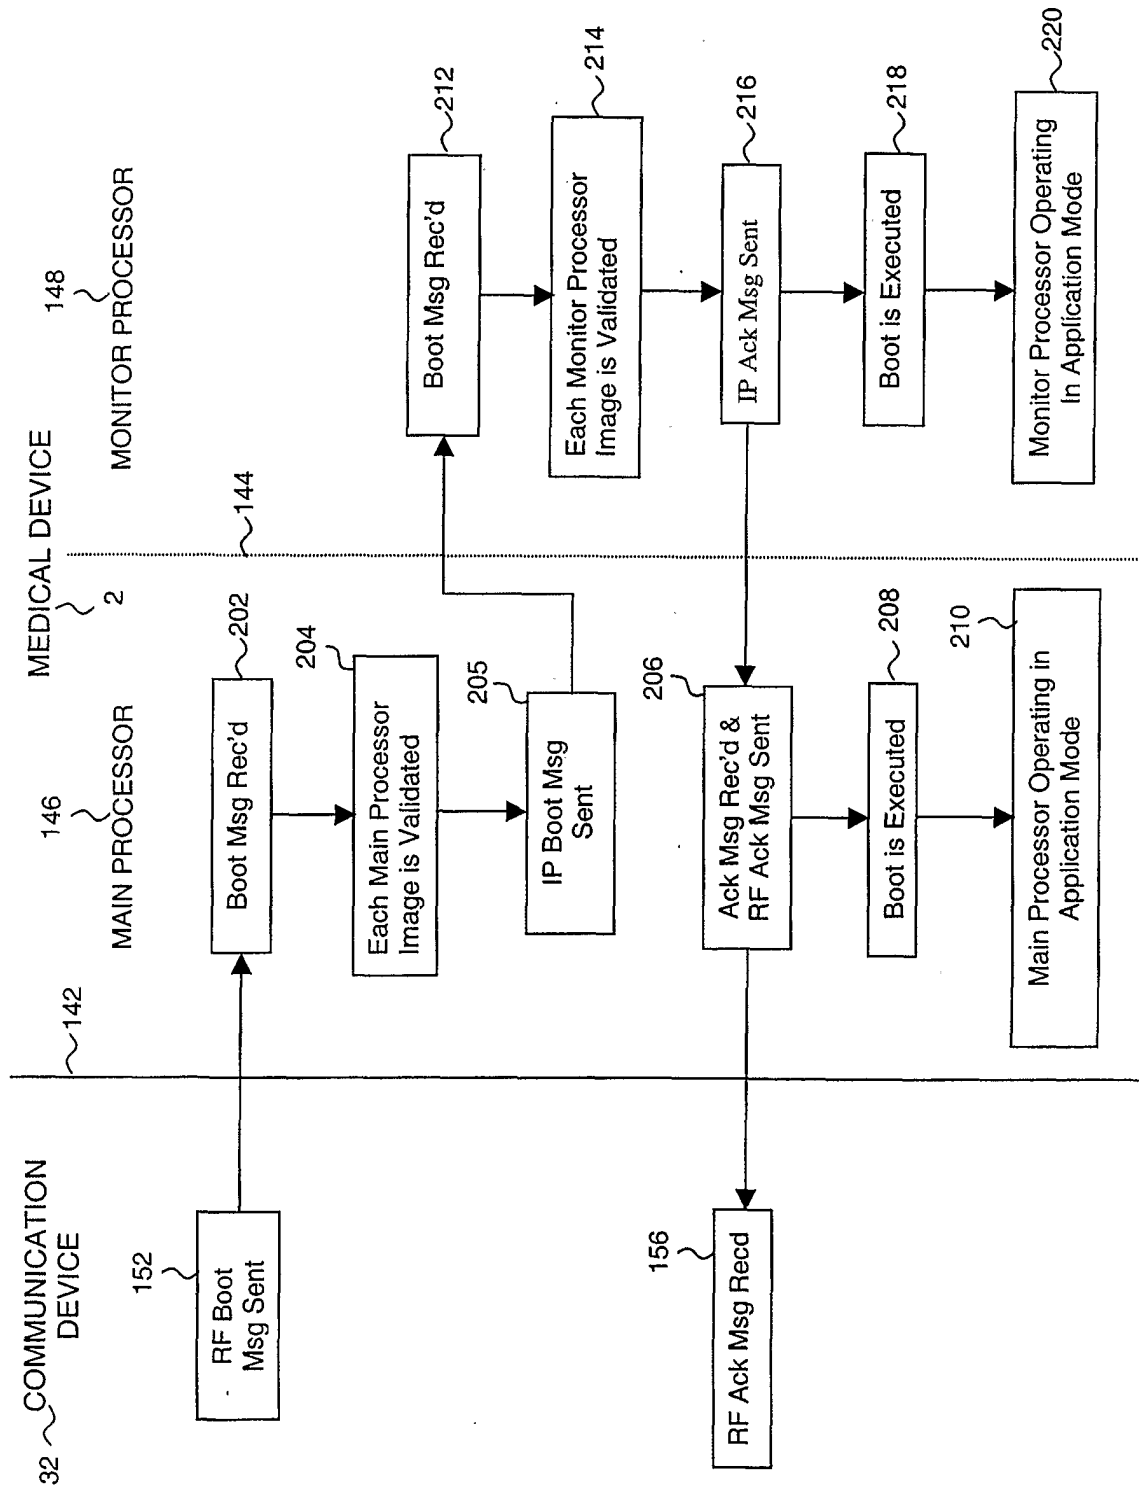 MEDICAL DEVICE
2
32
COMMUNICATION
DEVICE
142
146
MAIN PROCESSOR
144
148
MONITOR PROCESSOR
152
RF Boot
Msg Sent
202
Boot Msg Rec'd
204
Each Main Processor
Image is Validated
205
IP Boot Msg
Sent
212
Boot Msg Rec'd
214
Each Monitor Processor
Image is Validated
216
IP Ack Msg Sent
206
Ack Msg Rec'd &
RF Ack Msg Sent
156
RF Ack Msg Recd
208
Boot is Executed
218
Boot is Executed
210
Main Processor Operating in
Application Mode
220
Monitor Processor Operating
In Application Mode